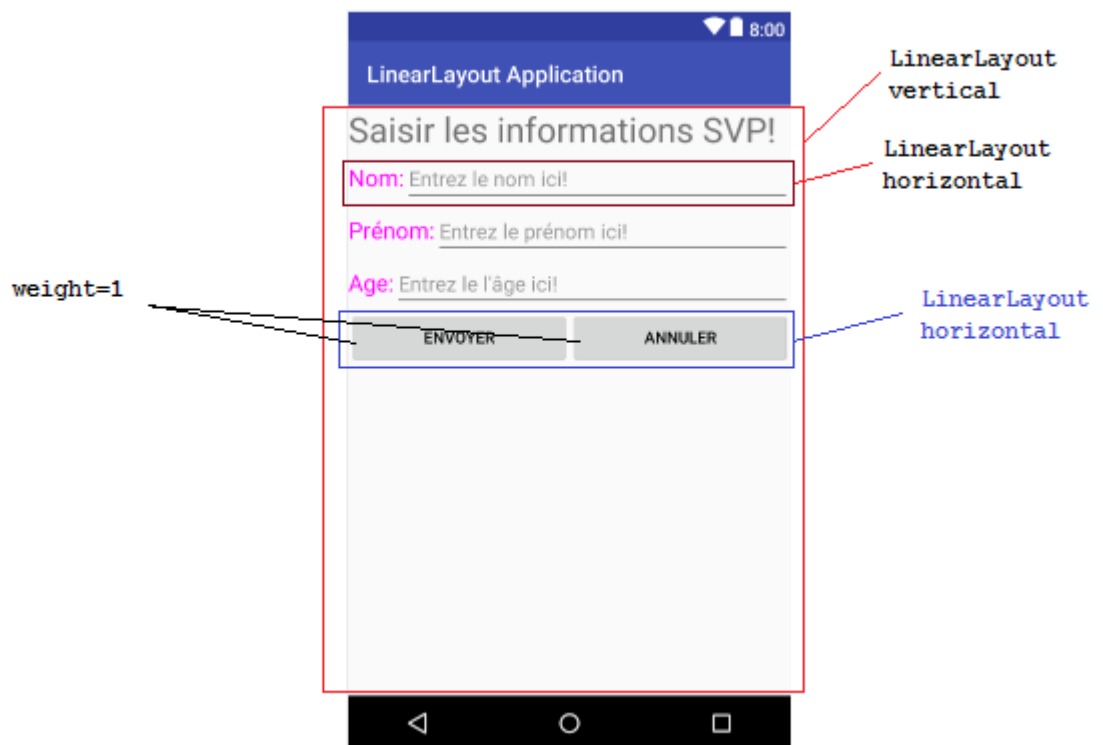 8:00
LinearLayout Application
LinearLayout
vertical
Saisir les informations SVP!
LinearLayout
horizontal
Nom: Entrez le nom ici!
Prénom: Entrez le prénom ici!
Age: Entrez le l'âge ici!
weight=1
LinearLayout
horizontal
ENVOYER
ANNULER